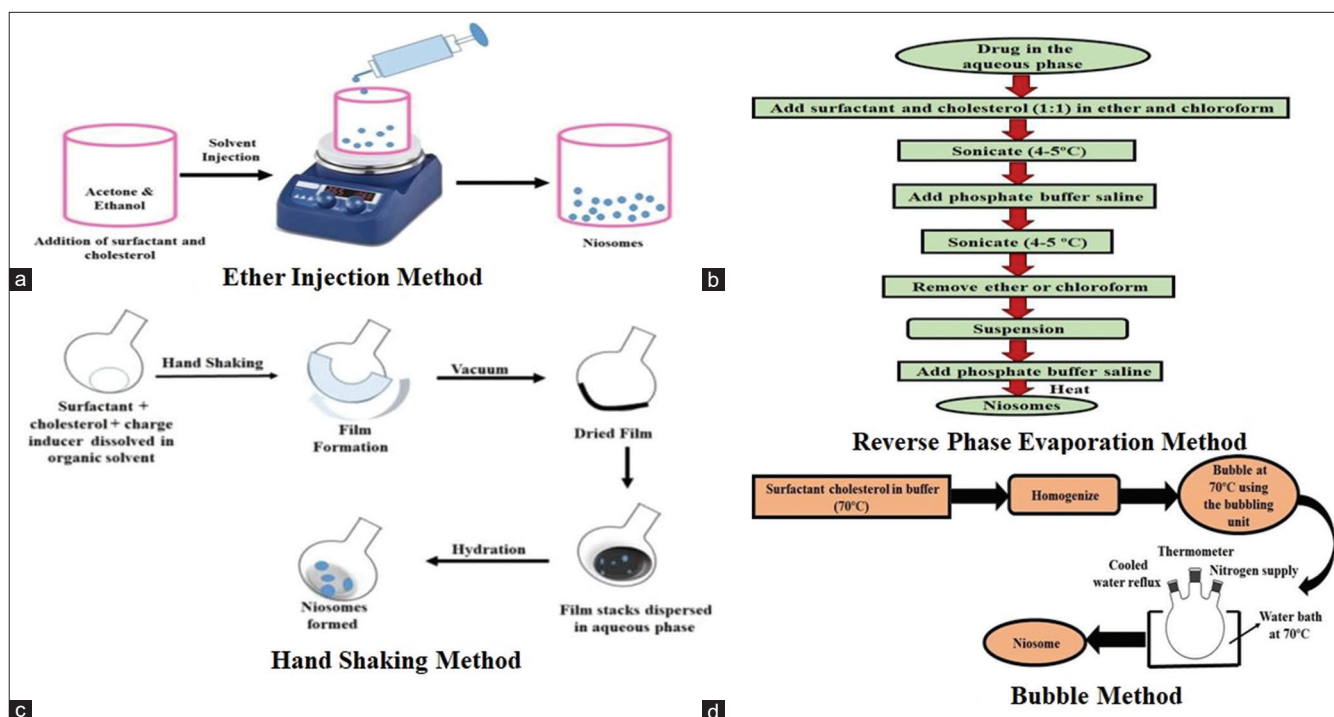 Acetone &
Ethanol
Addition of surfactant and
cholesterol
Solvent
Injection
Niosomes
a
Ether Injection Method
Drug in the
aqueous phase
Add surfactant and cholesterol (1:1) in ether and chloroform
Sonicate (4-5°C)
Add phosphate buffer saline
Sonicate (4-5 °C)
Remove ether or chloroform
Suspension
Add phosphate buffer saline
Heat
Niosomes
b
Reverse Phase Evaporation Method
Surfactant +
cholesterol + charge
inducer dissolved in
organic solvent
Hand Shaking
Film
Formation
Vacuum
Dried Film
Film stacks dispersed
in aqueous phase
Hydration
Niosomes
formed
Hand Shaking Method
c
Surfactant cholesterol in buffer
(70°C)
Homogenize
Bubble at
70°C using
the bubbling
unit
Thermometer
Cooled
water reflux
Nitrogen supply
Water bath
at 70°C
Niosome
Bubble Method
d